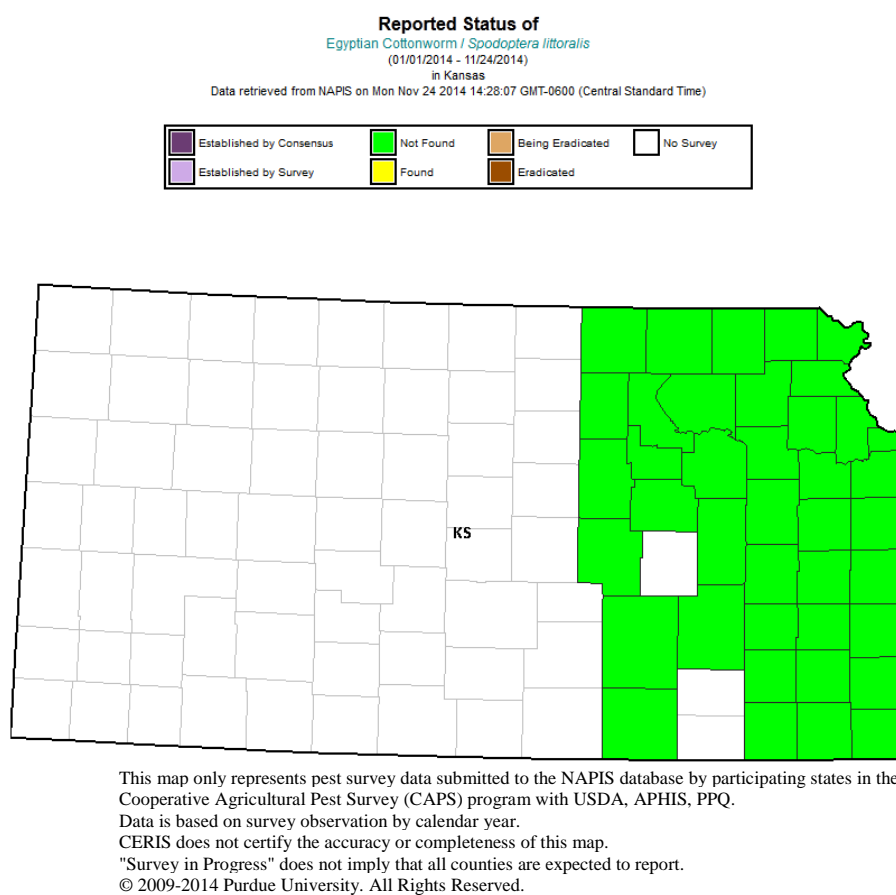 Reported Status of
Egyptian Cottonworm / Spodoptera littoralis
(01/01/2014 - 11/24/2014)
in Kansas
Data retrieved from NAPIS on Mon Nov 24 2014 14:28:07 GMT-0600 (Central Standard Time)
Established by Consensus Not Found Being Eradicated No Survey
Established by Survey Found Eradicated
KS
This map only represents pest survey data submitted to the NAPIS database by participating states in the
Cooperative Agricultural Pest Survey (CAPS) program with USDA, APHIS, PPQ.
Data is based on survey observation by calendar year.
CERIS does not certify the accuracy or completeness of this map.
"Survey in Progress" does not imply that all counties are expected to report.
© 2009-2014 Purdue University. All Rights Reserved.